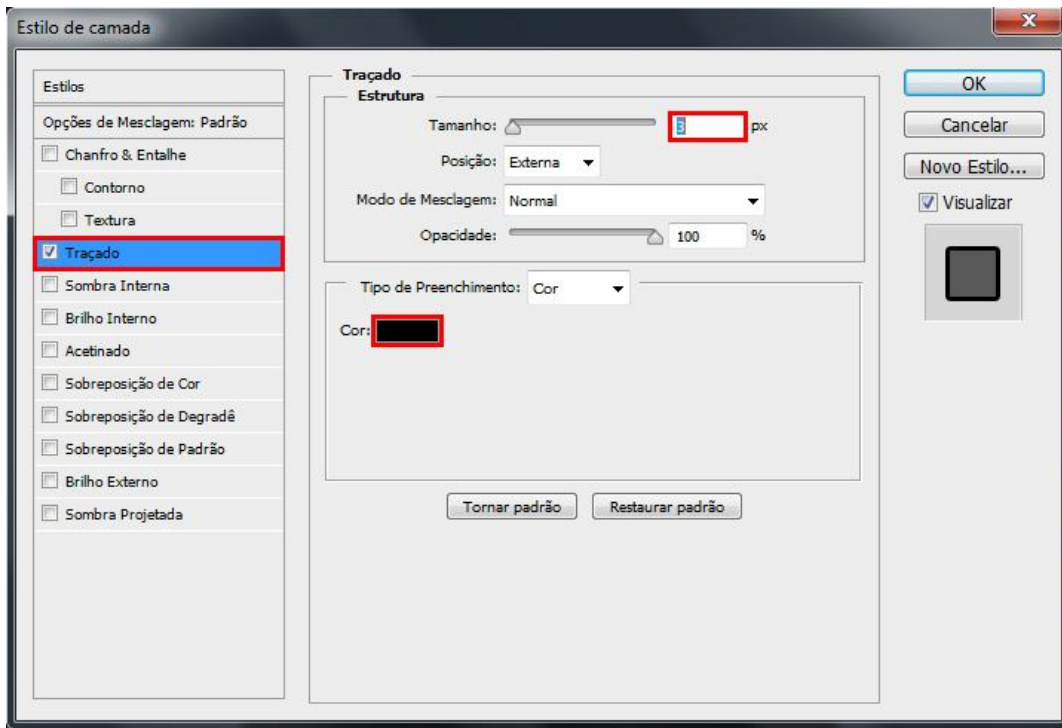 Estilo de camada
X
Estilos
Opções de Mesclagem: Padrão
Chanfro & Entalhe
Contorno
Textura
Traçado
Sombra Interna
Brilho Interno
Acetinado
Sobreposição de Cor
Sobreposição de Degradê
Sobreposição de Padrão
Brilho Externo
Sombra Projetada
Traçado
Estrutura
Tamanho: 3 px
Posição: Externa
Modo de Mesclagem: Normal
Opacidade: 100 %
Tipo de Preenchimento: Cor
Cor:
Tornar padrão Restaurar padrão
OK
Cancelar
Novo Estilo...
Visualizar